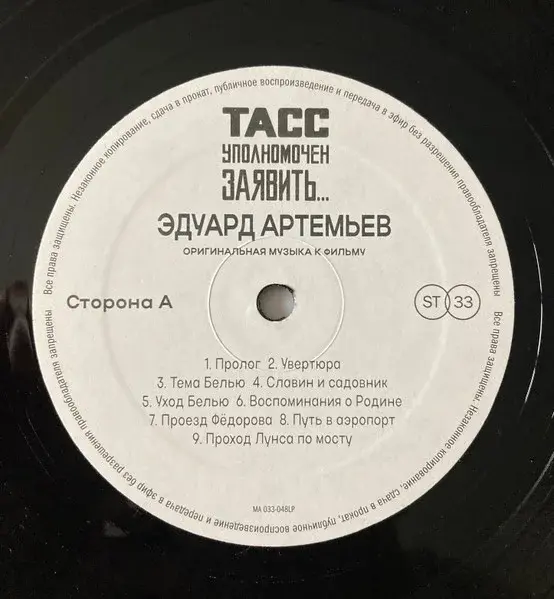 Все права защищены. Незаконное копирование, сдача в прокат, публичное воспроизведение и передача в эфир без разрешения правообладателя запрещены
ТАСС
УПОЛНОМОЧЕН
ЗАЯВИТЬ...
ЭДУАРД АРТЕМЬЕВ
ОРИГИНАЛЬНАЯ МУЗЫКА К ФИЛЬМУ
Сторона А
ST 33
1. Пролог 2. Увертюра
3. Тема Белью 4. Славин и садовник
5. Уход Белью 6. Воспоминания о Родине
7. Проезд Фёдорова 8. Путь в аэропорт
9. Проход Лунса по мосту
MA 033-048LP
Все права защищены. Незаконное копирование, сдача в прокат, публичное воспроизведение и передача в эфир без разрешения правообладателя запрещены